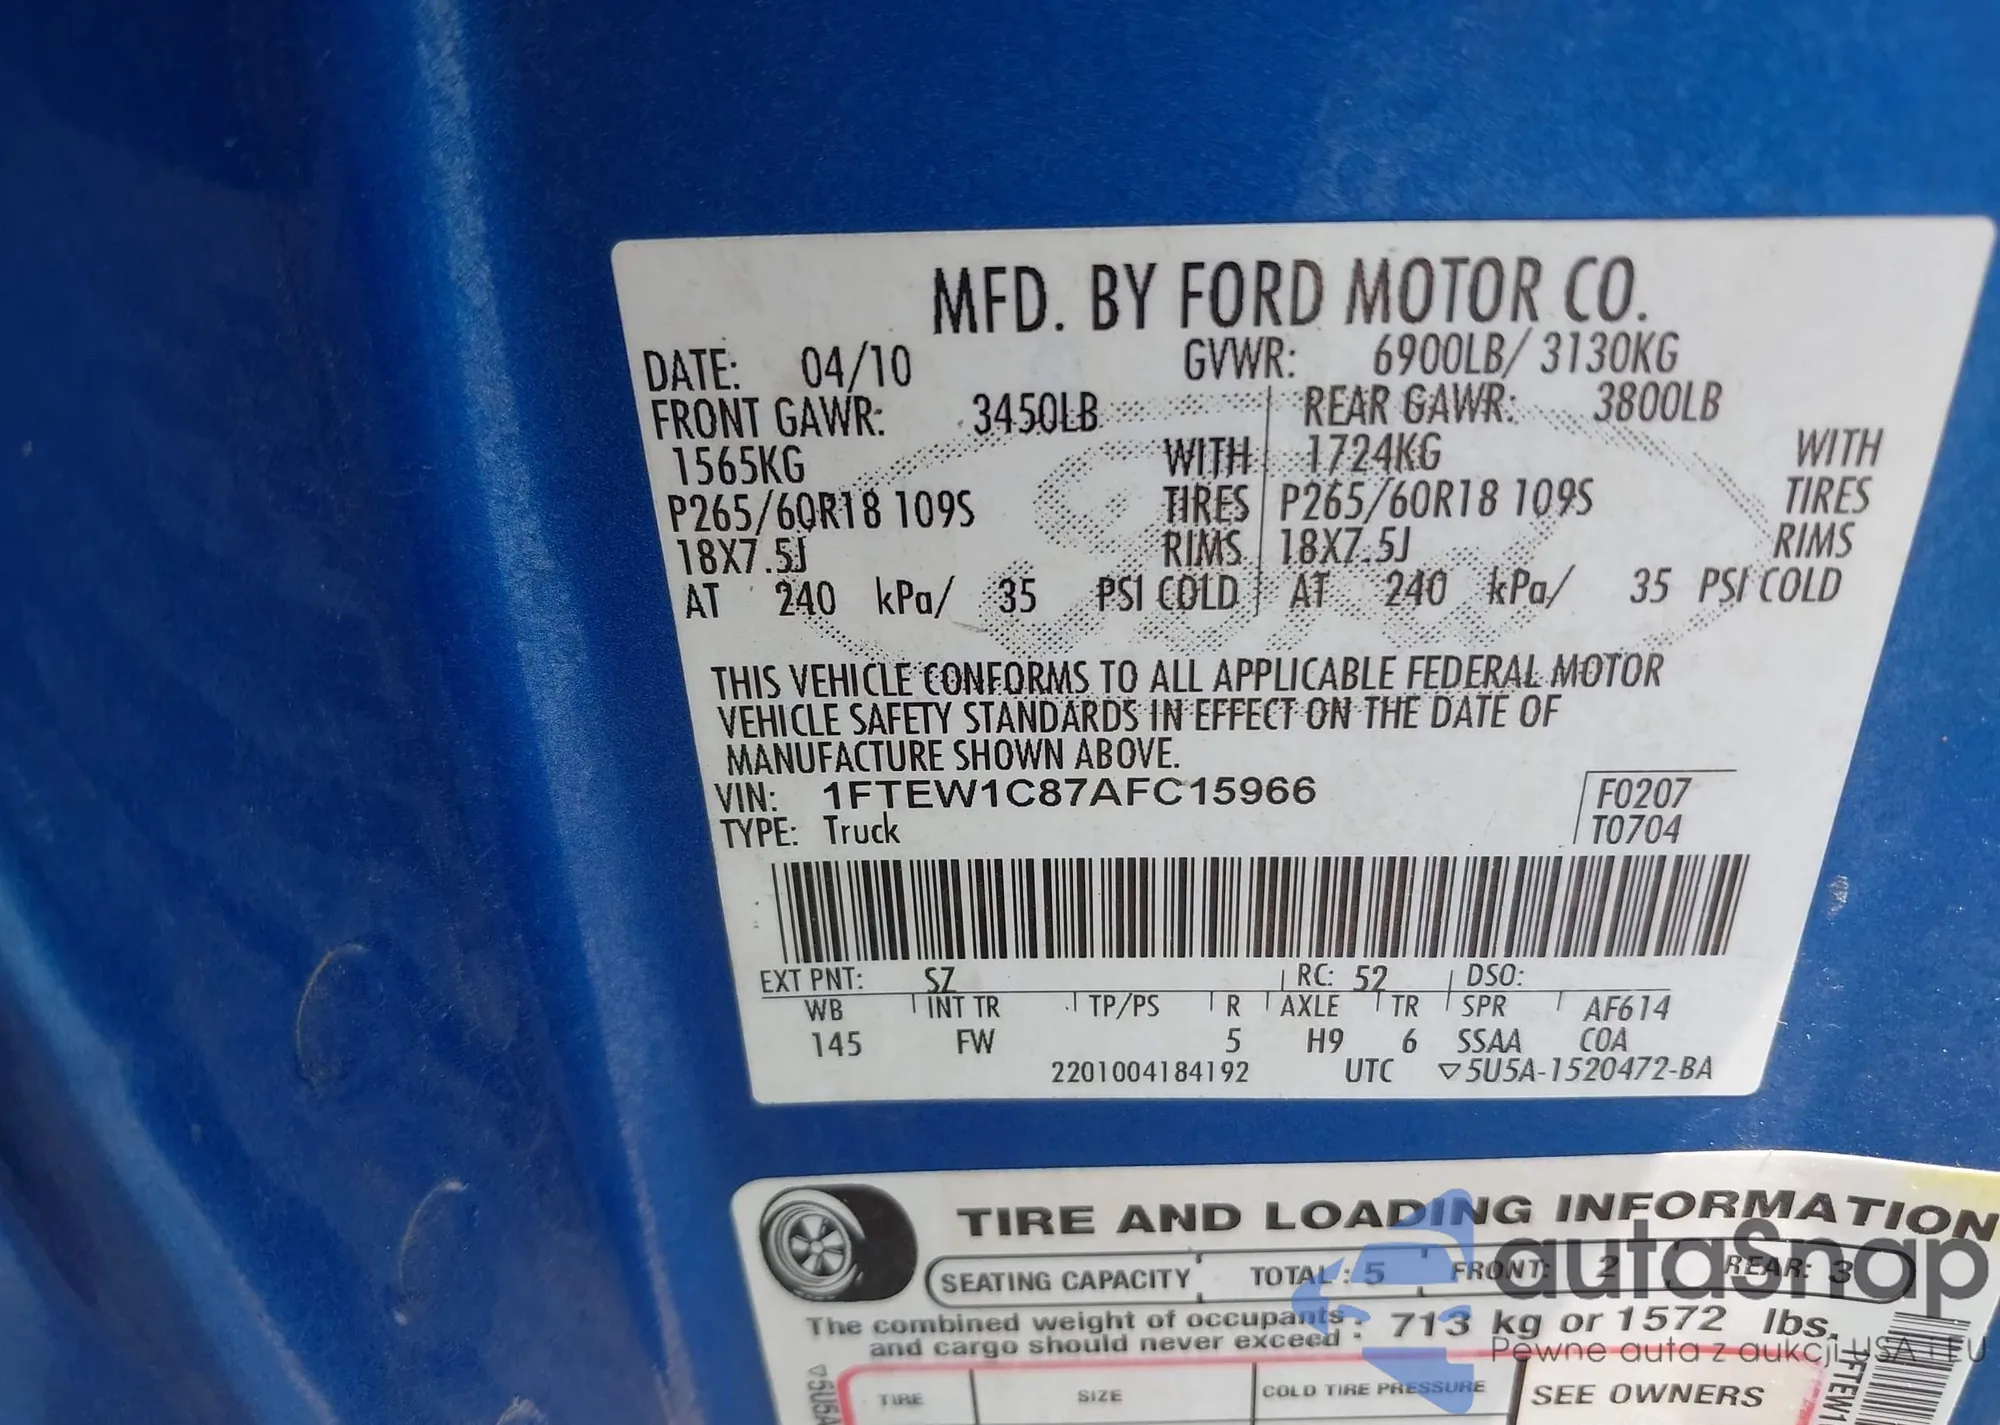 MFD. BY FORD MOTOR CO.
DATE: 04/10 GVWR: 6900LB/ 3130KG
FRONT GAWR: 3450LB REAR GAWR: 3800LB
1565KG WITH 1724KG WITH
P265/60R18 109S TIRES P265/60R18 109S TIRES
18X7.5J RIMS 18X7.5J RIMS
AT 240 kPa/ 35 PSI COLD AT 240 kPa/ 35 PSI COLD
THIS VEHICLE CONFORMS TO ALL APPLICABLE FEDERAL MOTOR
VEHICLE SAFETY STANDARDS IN EFFECT ON THE DATE OF
MANUFACTURE SHOWN ABOVE.
VIN: 1FTEW1C87AFC15966 F0207
TYPE: Truck T0704
EXT PNT: SZ RC: 52 DSO:
WB INT TR TP/PS R AXLE TR SPR AF614
145 FW 5 H9 6 SSAA COA
2201004184192 UTC ▽5U5A-1520472-BA
TIRE AND LOADING INFORMATION
SEATING CAPACITY TOTAL: 5 FRONT: 2 REAR: 3
The combined weight of occupants
and cargo should never exceed: 713 kg or 1572 lbs.
TIRE SIZE COLD TIRE PRESSURE SEE OWNERS
autaSnap
Pewne auta z aukcji USA i EU